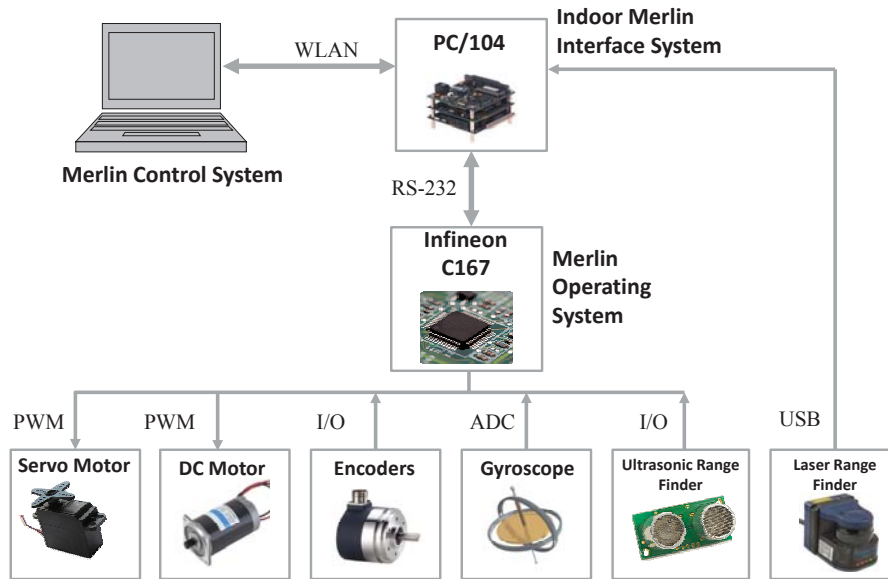 WLAN
PC/104
Indoor Merlin
Interface System
Merlin Control System
RS-232
Infineon
C167
Merlin
Operating
System
PWM
PWM
I/O
ADC
I/O
USB
Servo Motor
DC Motor
Encoders
Gyroscope
Ultrasonic Range
Finder
Laser Range
Finder